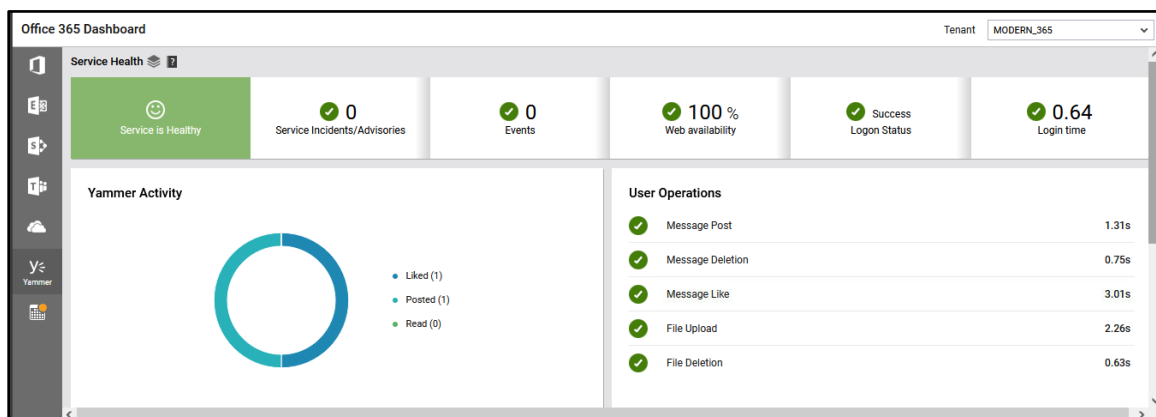 Office 365 Dashboard
Tenant
MODERN_365
Service Health ?
Service is Healthy
0
Service Incidents/Advisories
0
Events
100 %
Web availability
Success
Logon Status
0.64
Login time
E
S
T
Y
Yammer
Yammer Activity
Liked (1)
Posted (1)
Read (0)
User Operations
Message Post 1.31s
Message Deletion 0.75s
Message Like 3.01s
File Upload 2.26s
File Deletion 0.63s